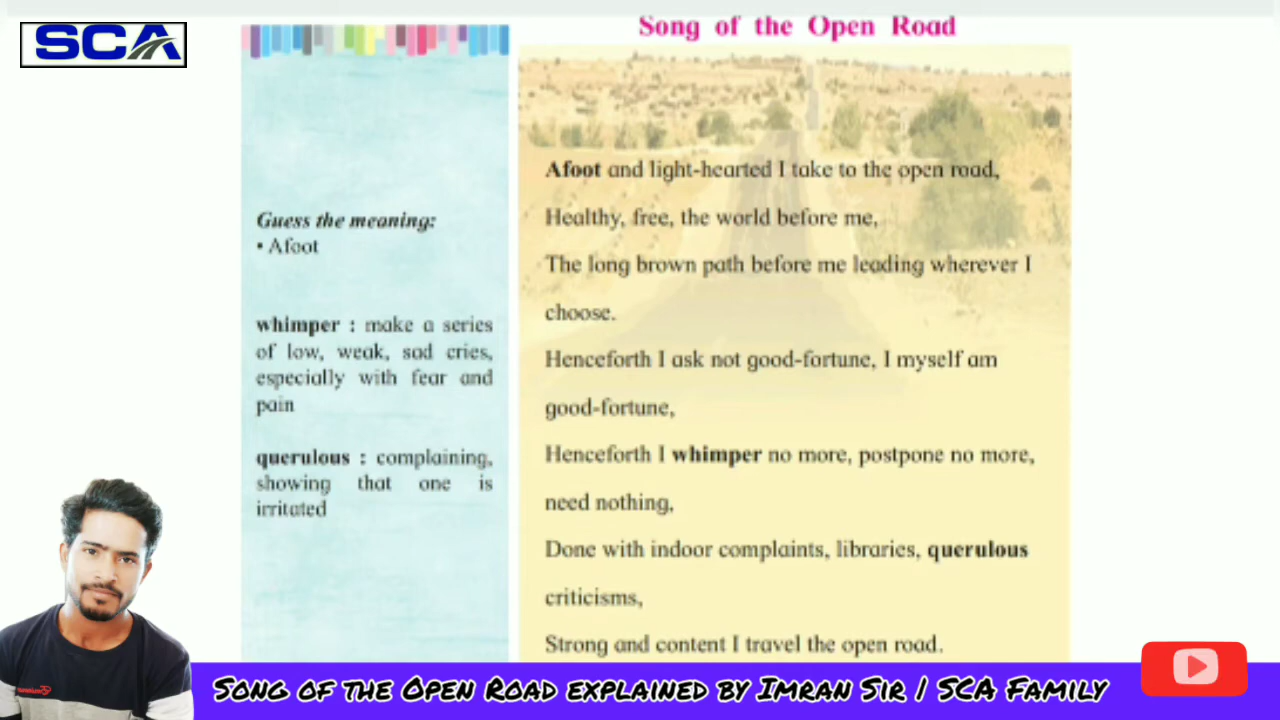 SCA
Song of the Open Road
Guess the meaning:
• Afoot
whimper : make a series
of low, weak, sad cries,
especially with fear and
pain
querulous : complaining,
showing that one is
irritated
Afoot and light-hearted I take to the open road,
Healthy, free, the world before me,
The long brown path before me leading wherever I
choose.
Henceforth I ask not good-fortune, I myself am
good-fortune,
Henceforth I whimper no more, postpone no more,
need nothing,
Done with indoor complaints, libraries, querulous
criticisms,
Strong and content I travel the open road.
Song of the Open Road explained by Imran Sir / SCA Family